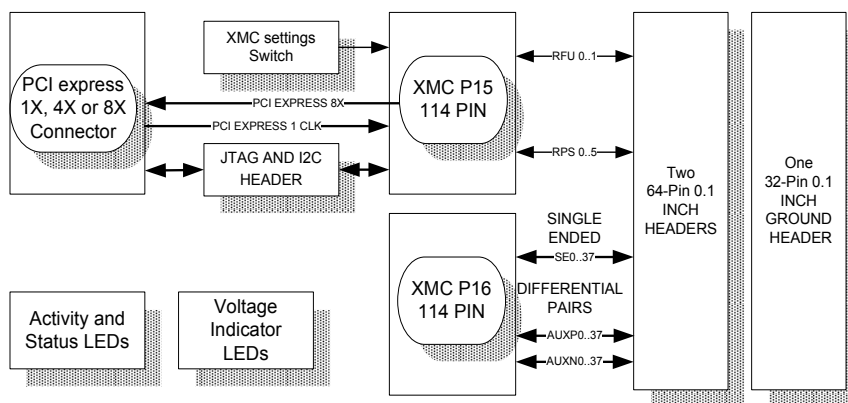 XMC settings
Switch
PCI express
1X, 4X or 8X
Connector
PCI EXPRESS 8X
PCI EXPRESS 1 CLK
JTAG AND I2C
HEADER
XMC P15
114 PIN
RFU 0..1
RPS 0..5
XMC P16
114 PIN
SINGLE
ENDED
SE0..37
DIFFERENTIAL
PAIRS
AUXP0..37
AUXN0..37
Two
64-Pin 0.1
INCH
HEADERS
One
32-Pin 0.1
INCH
GROUND
HEADER
Activity and
Status LEDs
Voltage
Indicator
LEDs